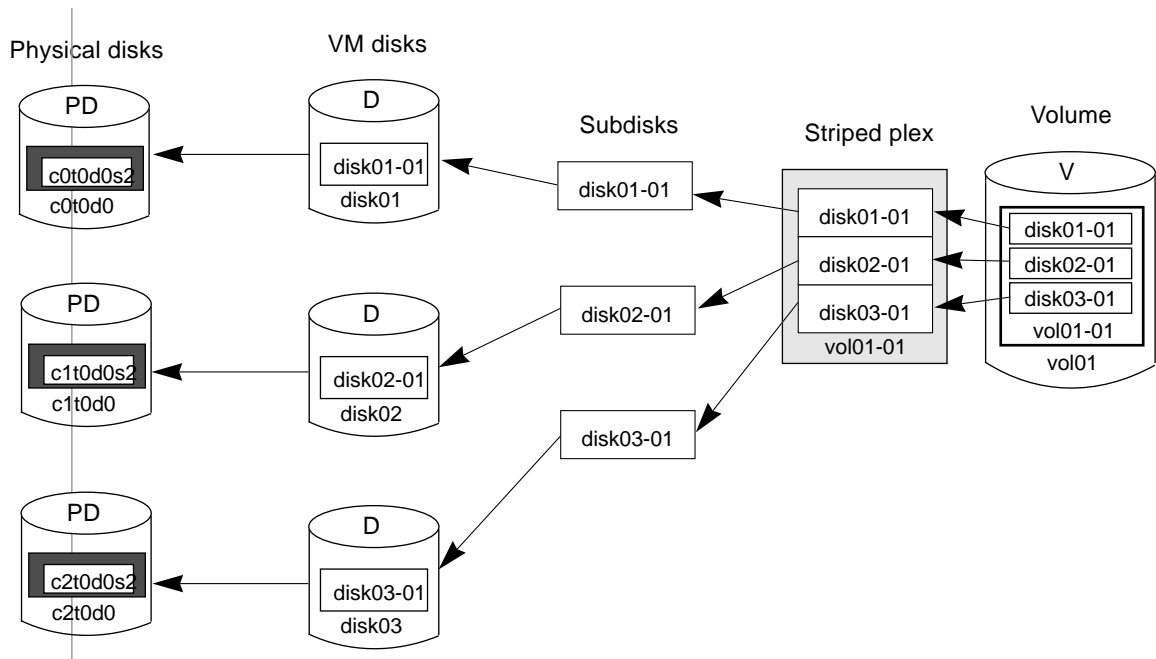 Physical disks
VM disks
Subdisks
Striped plex
Volume
PD
c0t0d0s2
c0t0d0
D
disk01-01
disk01
disk01-01
disk01-01
disk02-01
disk03-01
vol01-01
V
disk01-01
disk02-01
disk03-01
vol01-01
vol01
PD
c1t0d0s2
c1t0d0
D
disk02-01
disk02
disk02-01
PD
c2t0d0s2
c2t0d0
D
disk03-01
disk03
disk03-01